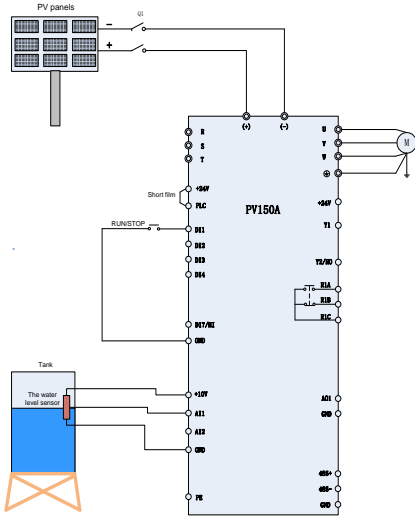 PV panels
Q1
−
+
(+)
(-)
R
S
T
+24V
Short film
PLC
RUN/STOP
DI1
DI2
DI3
DI4
DI7/HI
GND
+10V
AI1
AI2
GND
PE
PV150A
U
V
W
M
+24V
Y1
Y2/HO
R1A
R1B
R1C
AO1
GND
485+
485-
GND
Tank
The water
level sensor